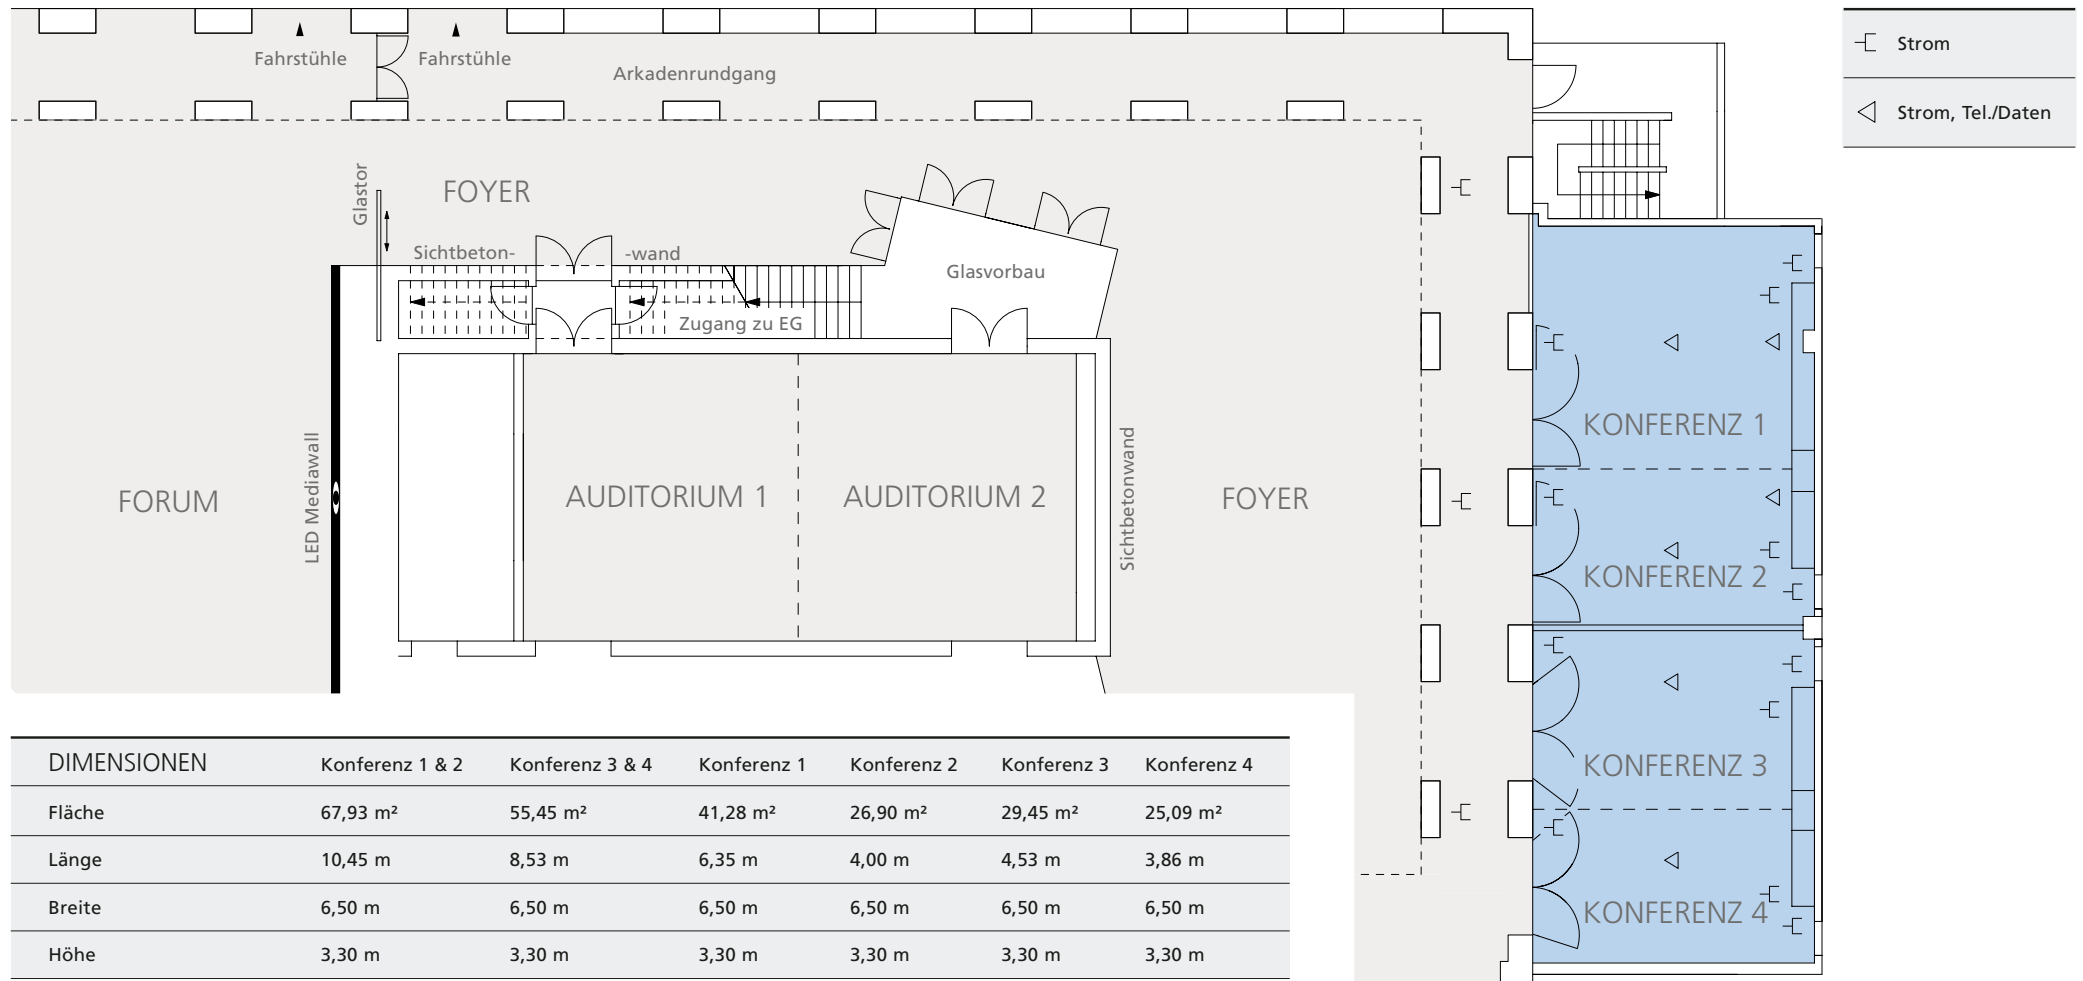 Fahrstühle
Fahrstühle
Arkadenrundgang
Strom
Strom, Tel./Daten
Glastor
FOYER
Sichtbeton-
-wand
Glasvorbau
Zugang zu EG
KONFERENZ 1
LED Mediawall
FORUM
AUDITORIUM 1
AUDITORIUM 2
Sichtbetonwand
FOYER
KONFERENZ 2
KONFERENZ 3
KONFERENZ 4
DIMENSIONEN Konferenz 1 & 2 Konferenz 3 & 4 Konferenz 1 Konferenz 2 Konferenz 3 Konferenz 4
Fläche 67,93 m² 55,45 m² 41,28 m² 26,90 m² 29,45 m² 25,09 m²
Länge 10,45 m 8,53 m 6,35 m 4,00 m 4,53 m 3,86 m
Breite 6,50 m 6,50 m 6,50 m 6,50 m 6,50 m 6,50 m
Höhe 3,30 m 3,30 m 3,30 m 3,30 m 3,30 m 3,30 m